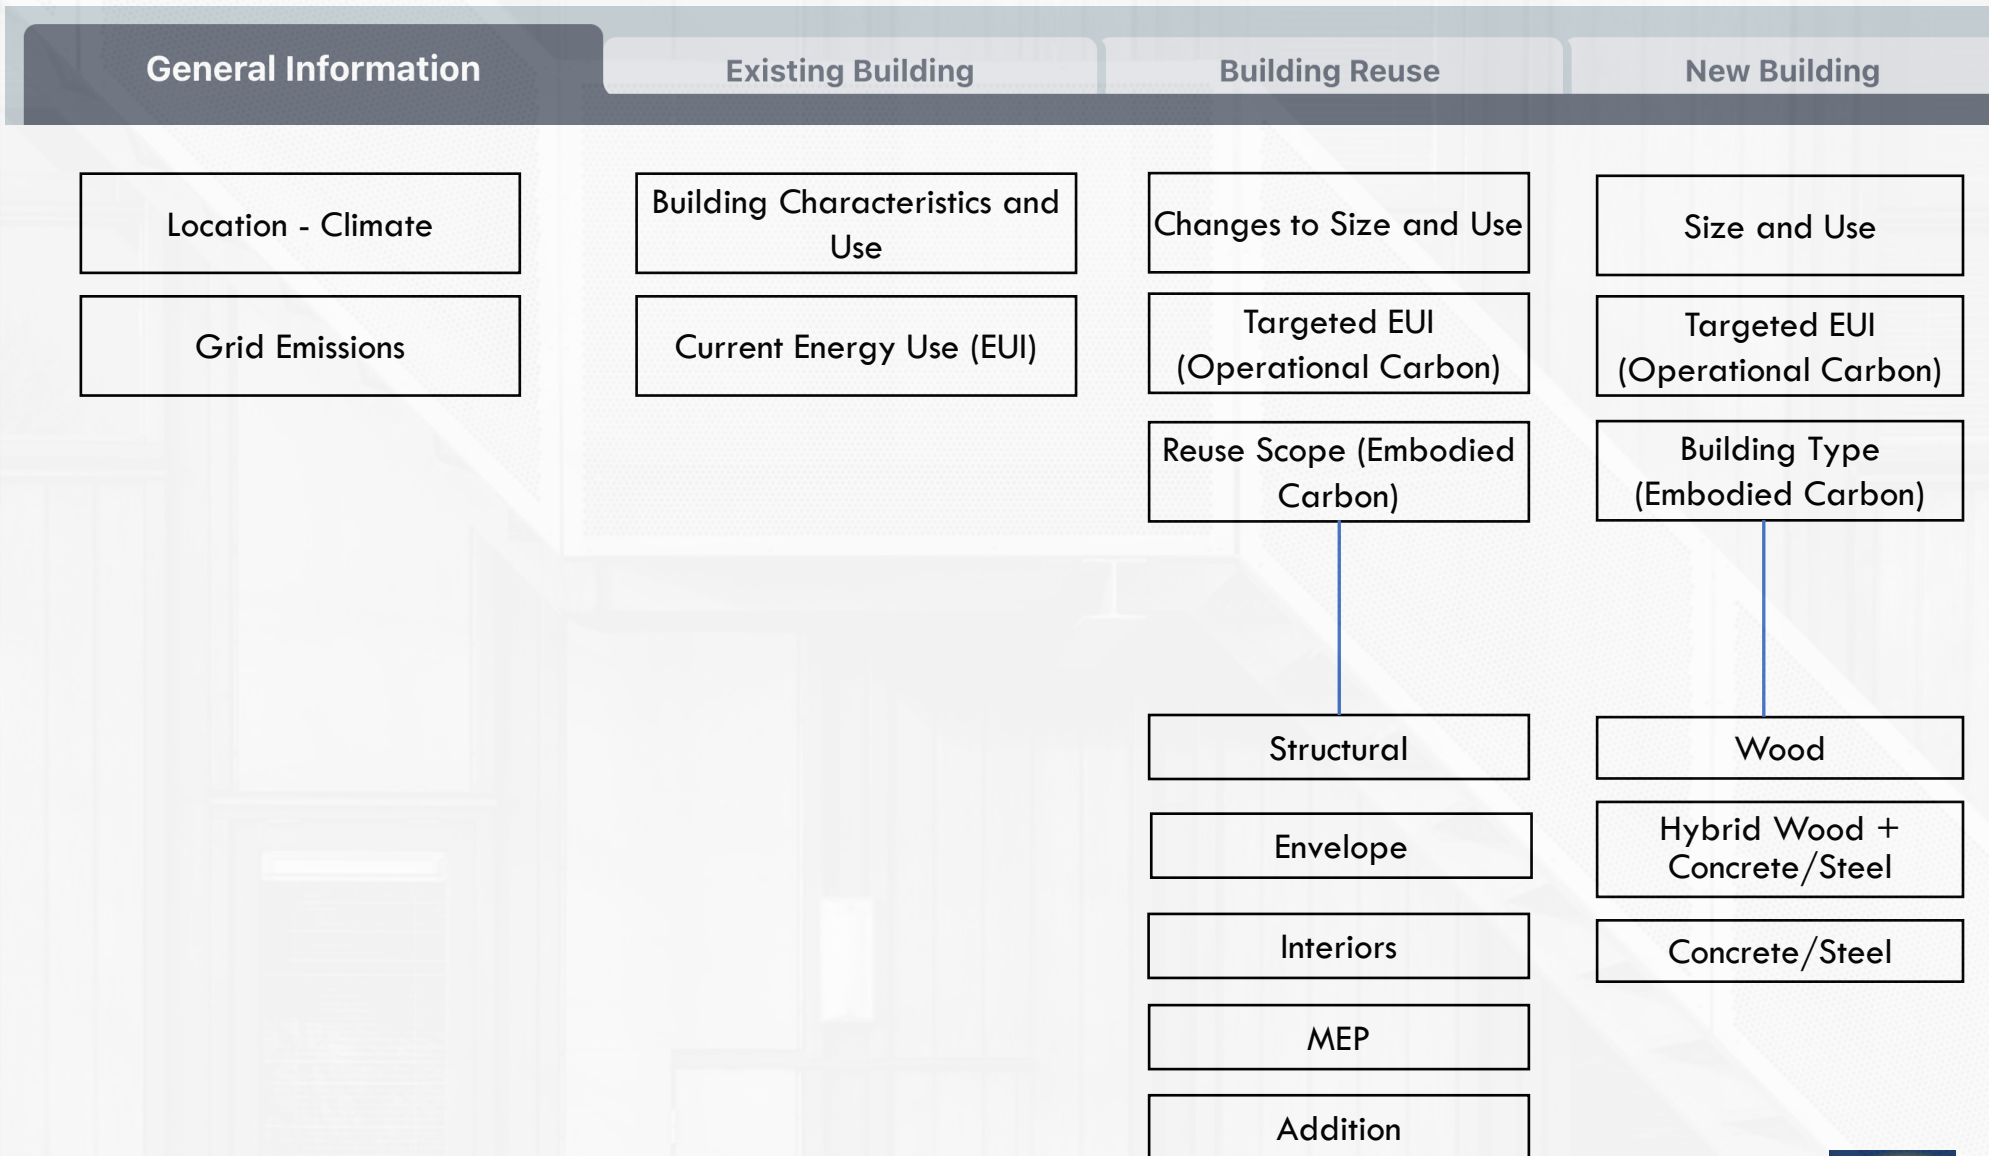 General Information
Existing Building
Building Reuse
New Building
Location - Climate
Grid Emissions
Building Characteristics and
Use
Current Energy Use (EUI)
Changes to Size and Use
Targeted EUI
(Operational Carbon)
Reuse Scope (Embodied
Carbon)
Structural
Envelope
Interiors
MEP
Addition
Size and Use
Targeted EUI
(Operational Carbon)
Building Type
(Embodied Carbon)
Wood
Hybrid Wood +
Concrete/Steel
Concrete/Steel